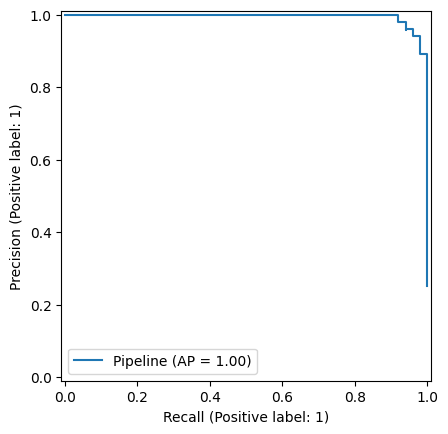 1.0
0.8
0.6
0.4
0.2
0.0
Precision (Positive label: 1)
Pipeline (AP = 1.00)
0.0 0.2 0.4 0.6 0.8 1.0
Recall (Positive label: 1)